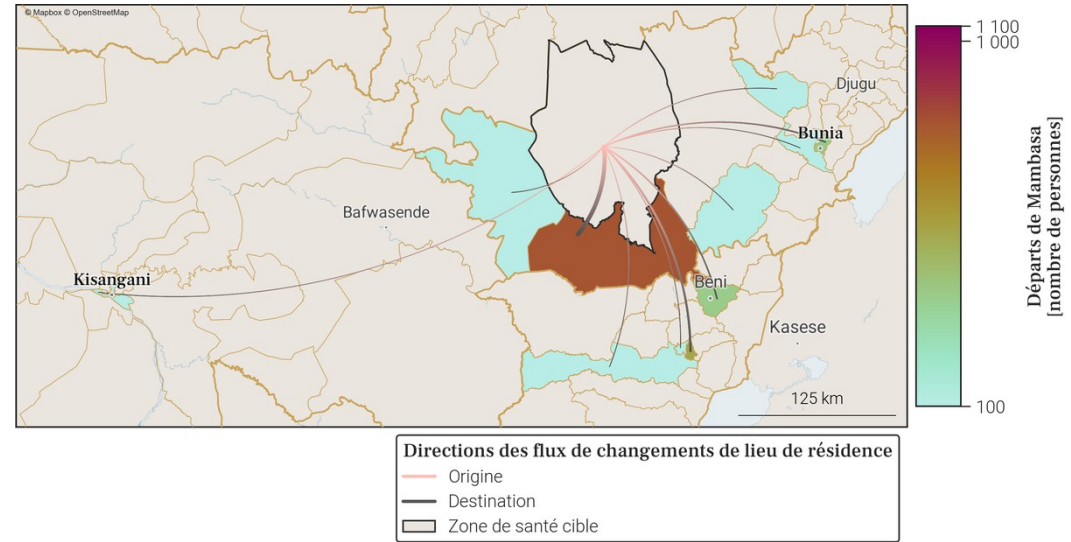 © Mapbox © OpenStreetMap
Djugu
Bunia
Bafwasende
Kisangani
Beni
Kasese
125 km
1 100
1 000
100
Départs de Mambasa
[nombre de personnes]
Directions des flux de changements de lieu de résidence
Origine
Destination
Zone de santé cible